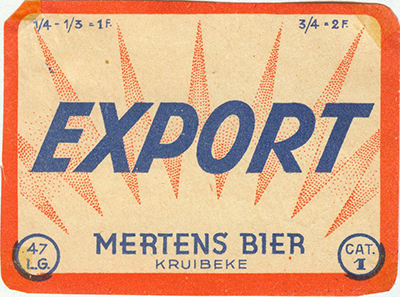 1/4 - 1/3 = 1 F.
3/4 = 2 F.
EXPORT
MERTENS BIER
KRUIBEKE
47
L.G.
CAT.
1